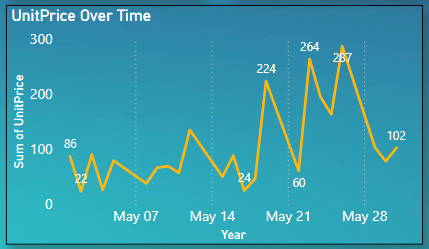 UnitPrice Over Time
300
200
100
0
Sum of UnitPrice
86
22
24
224
60
264
287
102
May 07
May 14
May 21
May 28
Year